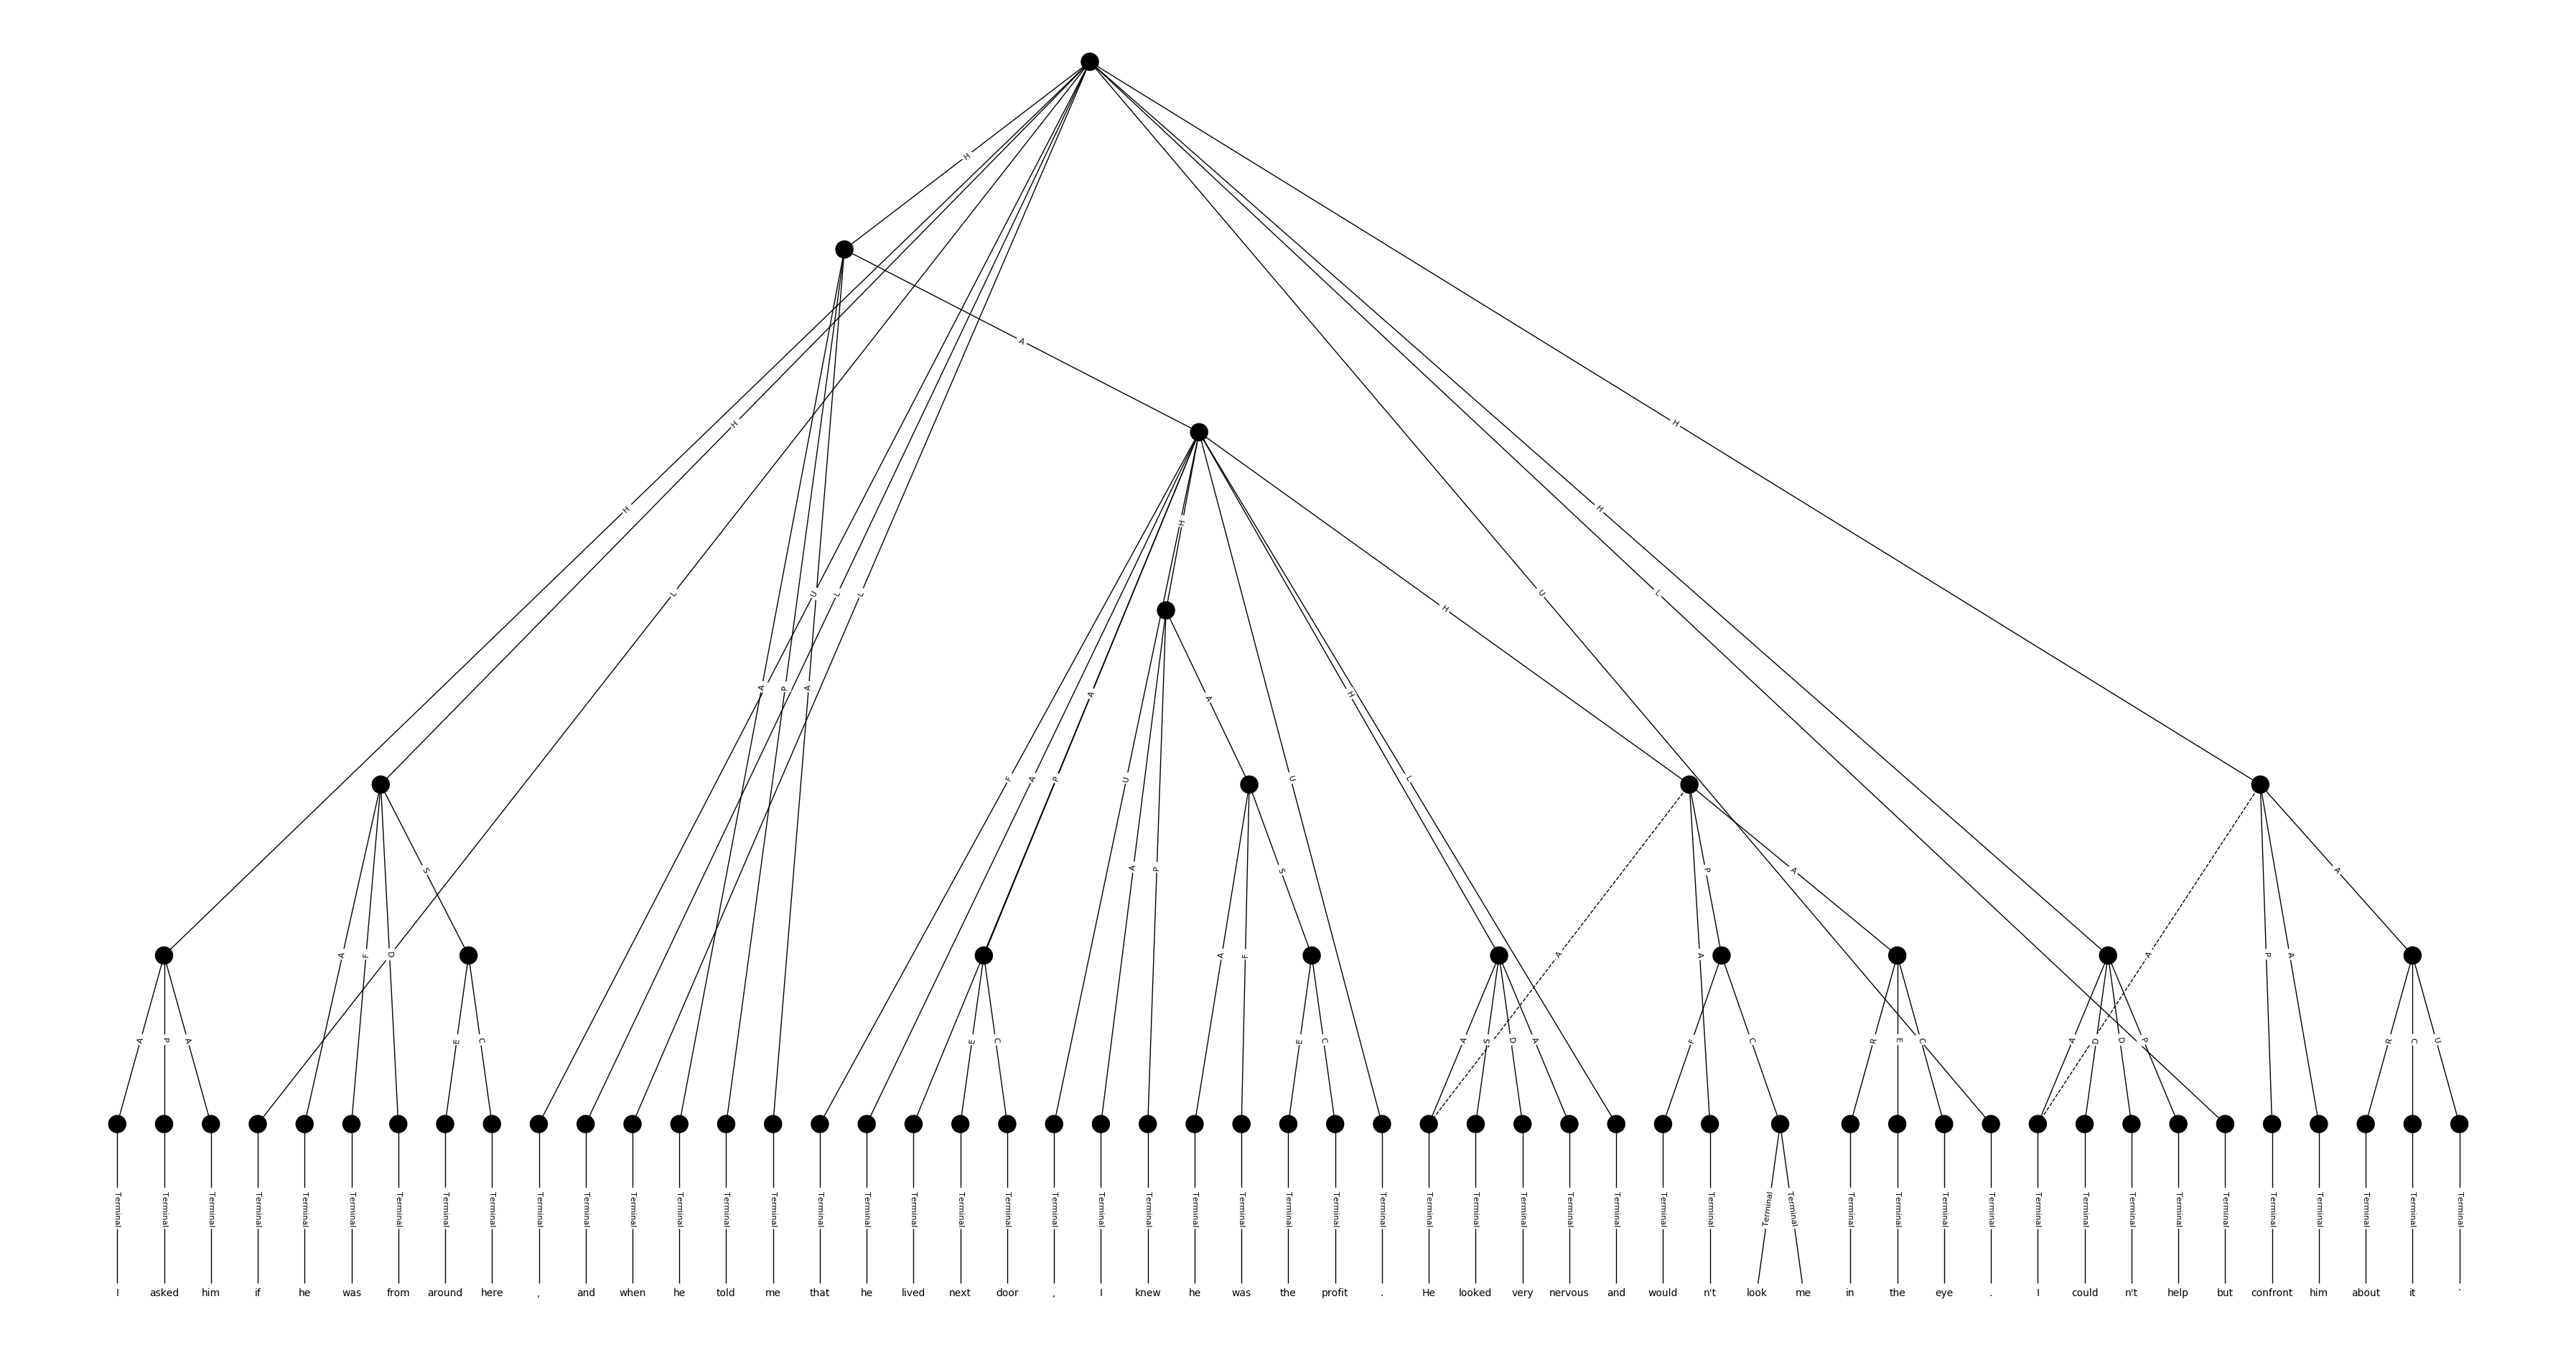 H
A
H
H
H
H
H
H
L
U
L
L
U
L
H
A
P
A
A
F
A
P
U
A
P
A
U
H
L
S
S
A
A
F
D
A
F
A
A
P
P
A
A
P
A
A
P
A
E
C
E
C
E
C
A
S
D
A
F
C
R
E
C
A
D
D
P
R
C
U
Terminal Terminal Terminal Terminal Terminal Terminal Terminal Terminal Terminal Terminal Terminal Terminal Terminal Terminal Terminal Terminal Terminal Terminal Terminal Terminal Terminal Terminal Terminal Terminal Terminal Terminal Terminal Terminal Terminal Terminal Terminal Terminal Terminal Terminal Terminal Terminal Terminal Terminal Terminal Terminal Terminal Terminal Terminal Terminal Terminal Terminal Terminal Terminal Terminal Terminal Terminal
I asked him if he was from around here , and when he told me that he lived next door , I knew he was the profit . He looked very nervous and would n't look me in the eye . I could n't help but confront him about it .